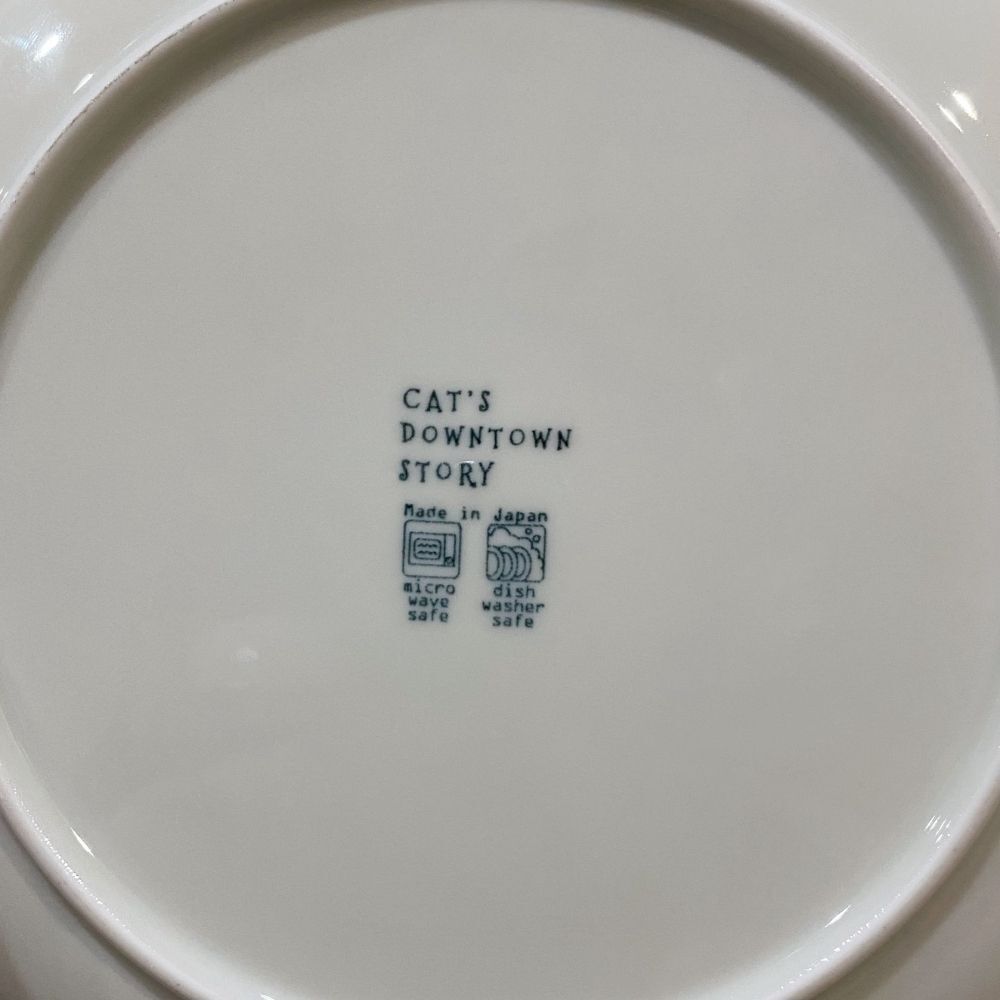 CAT'S
DOWNTOWN
STORY
Made in Japan
micro dish
wave washer
safe safe